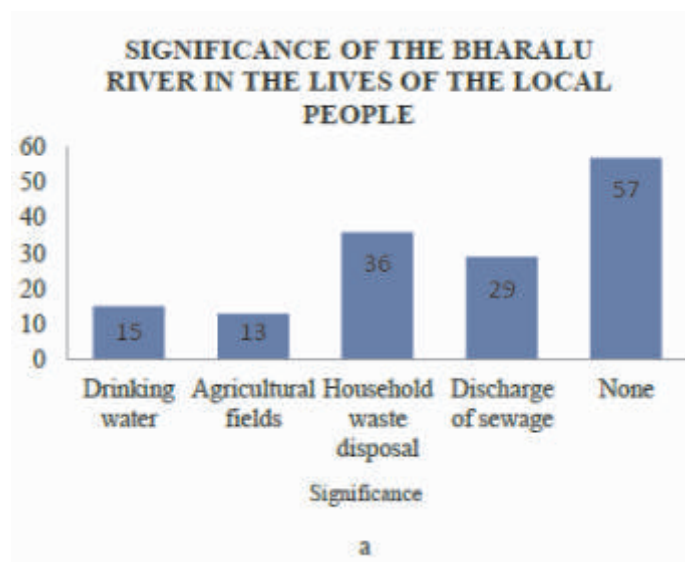 SIGNIFICANCE OF THE BHARALU
RIVER IN THE LIVES OF THE LOCAL
PEOPLE
60
50
40
30
20
10
0
15
13
36
29
57
Drinking water
Agricultural fields
Household waste disposal
Discharge of sewage
None
Significance
a